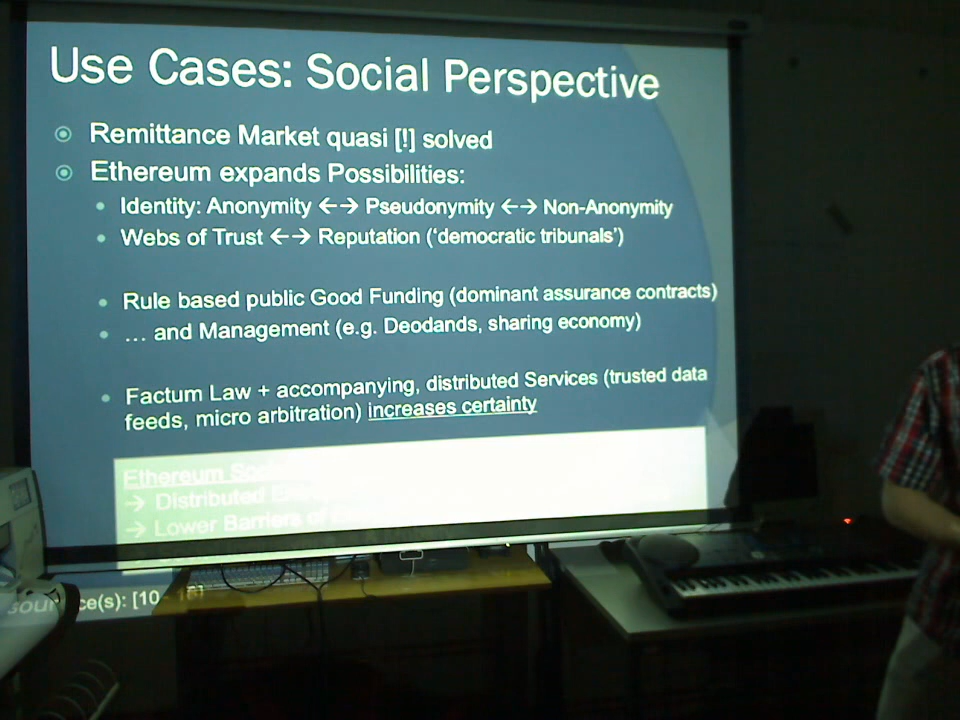 Use Cases: Social Perspective
Remittance Market quasi [!] solved
Ethereum expands Possibilities:
Identity: Anonymity ←→ Pseudonymity ←→ Non-Anonymity
Webs of Trust ←→ Reputation (‘democratic tribunals’)
Rule based public Good Funding (dominant assurance contracts)
… and Management (e.g. Deodands, sharing economy)
Factum Law + accompanying, distributed Services (trusted data
feeds, micro arbitration) increases certainty
Ethereum
→ Distributed
→ Lower Barriers of
source(s): [10 -